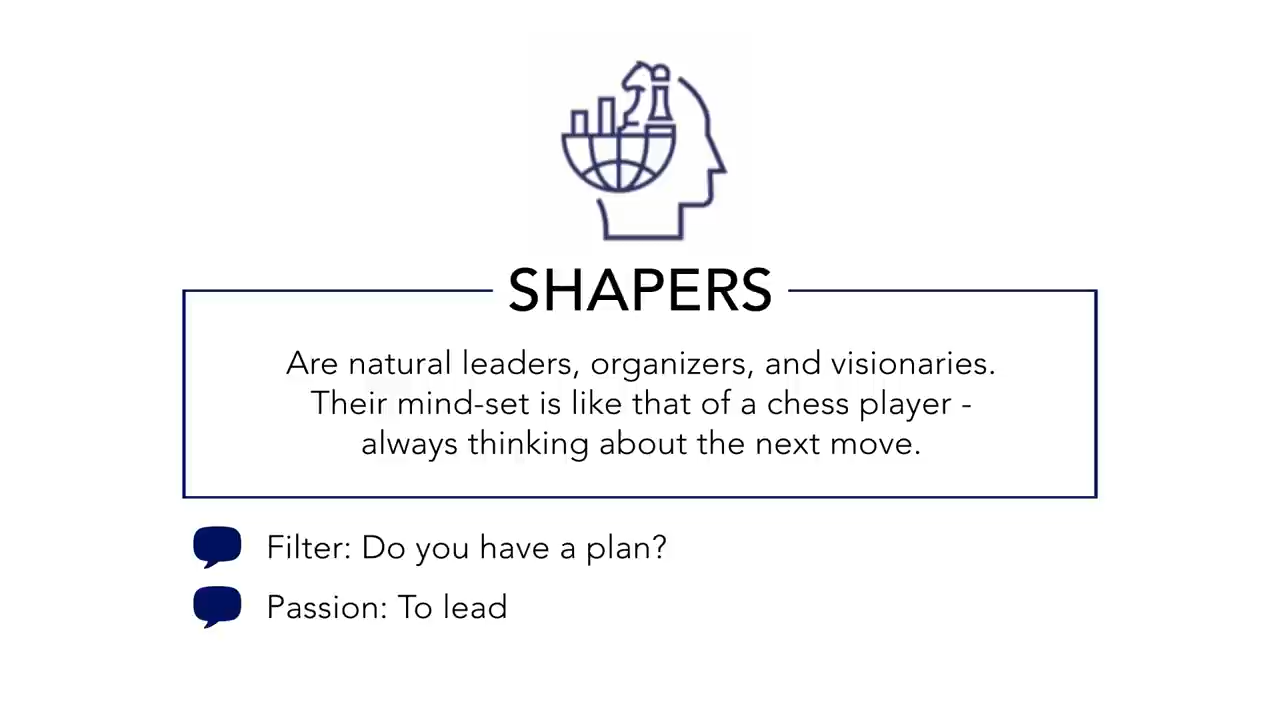 SHAPERS
Are natural leaders, organizers, and visionaries.
Their mind-set is like that of a chess player -
always thinking about the next move.
Filter: Do you have a plan?
Passion: To lead